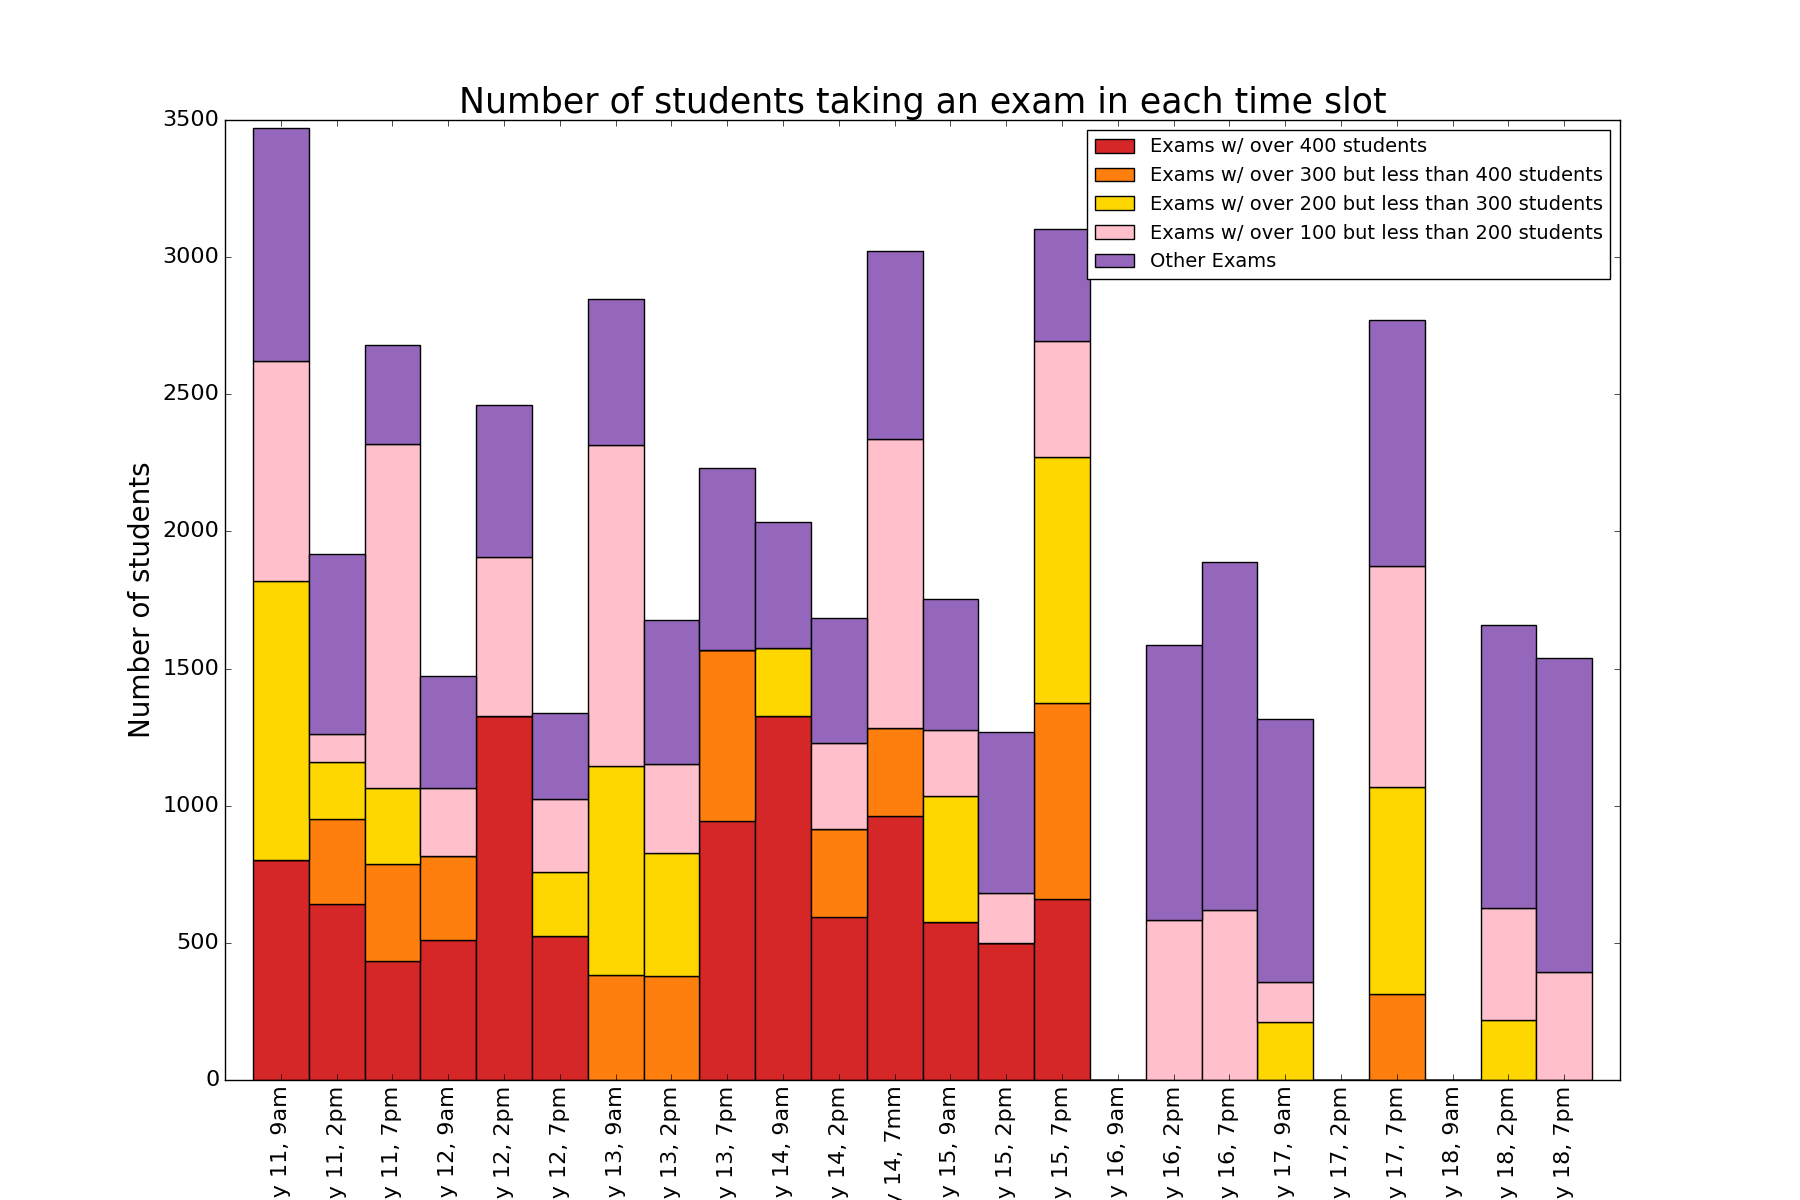 Number of students taking an exam in each time slot
Exams w/ over 400 students
Exams w/ over 300 but less than 400 students
Exams w/ over 200 but less than 300 students
Exams w/ over 100 but less than 200 students
Other Exams
Number of students
3500
3000
2500
2000
1500
1000
500
0
y 11, 9am
y 11, 2pm
y 11, 7pm
y 12, 9am
y 12, 2pm
y 12, 7pm
y 13, 9am
y 13, 2pm
y 13, 7pm
y 14, 9am
y 14, 2pm
y 14, 7mm
y 15, 9am
y 15, 2pm
y 15, 7pm
y 16, 9am
y 16, 2pm
y 16, 7pm
y 17, 9am
y 17, 2pm
y 17, 7pm
y 18, 9am
y 18, 2pm
y 18, 7pm